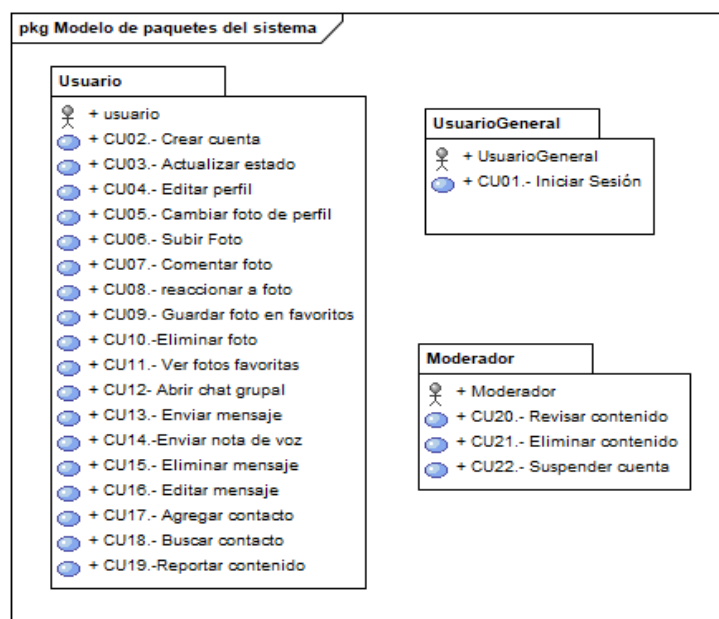 pkg Modelo de paquetes del sistema
Usuario
+ usuario
+ CU02.- Crear cuenta
+ CU03.- Actualizar estado
+ CU04.- Editar perfil
+ CU05.- Cambiar foto de perfil
+ CU06.- Subir Foto
+ CU07.- Comentar foto
+ CU08.- reaccionar a foto
+ CU09.- Guardar foto en favoritos
+ CU10.-Eliminar foto
+ CU11.- Ver fotos favoritas
+ CU12- Abrir chat grupal
+ CU13.- Enviar mensaje
+ CU14.-Enviar nota de voz
+ CU15.- Eliminar mensaje
+ CU16.- Editar mensaje
+ CU17.- Agregar contacto
+ CU18.- Buscar contacto
+ CU19.-Reportar contenido
UsuarioGeneral
+ UsuarioGeneral
+ CU01.- Iniciar Sesión
Moderador
+ Moderador
+ CU20.- Revisar contenido
+ CU21.- Eliminar contenido
+ CU22.- Suspender cuenta